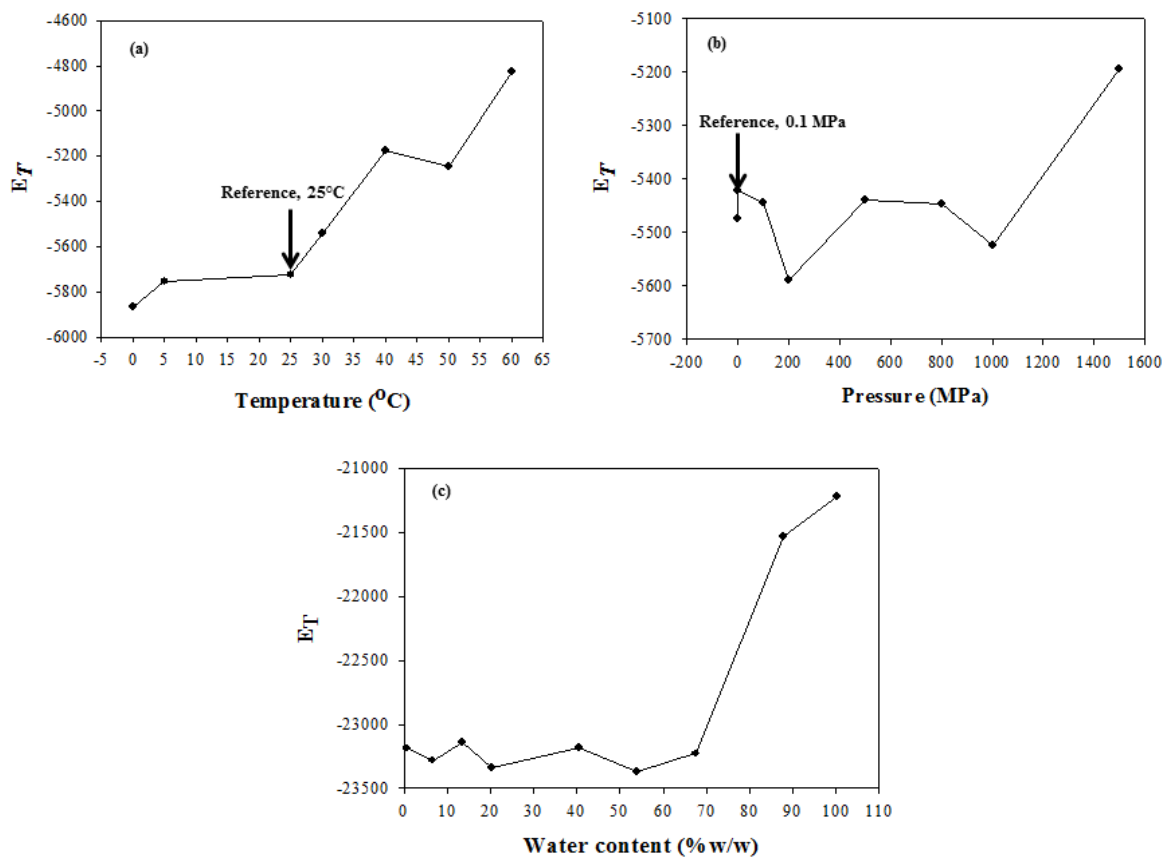 (a)
-4600
-4800
-5000
-5200
-5400
-5600
-5800
-6000
E_T
Reference, 25°C
-5 0 5 10 15 20 25 30 35 40 45 50 55 60 65
Temperature (°C)
(b)
-5100
-5200
-5300
-5400
-5500
-5600
-5700
E_T
Reference, 0.1 MPa
-200 0 200 400 600 800 1000 1200 1400 1600
Pressure (MPa)
(c)
-21000
-21500
-22000
-22500
-23000
-23500
E_T
0 10 20 30 40 50 60 70 80 90 100 110
Water content (% w/w)